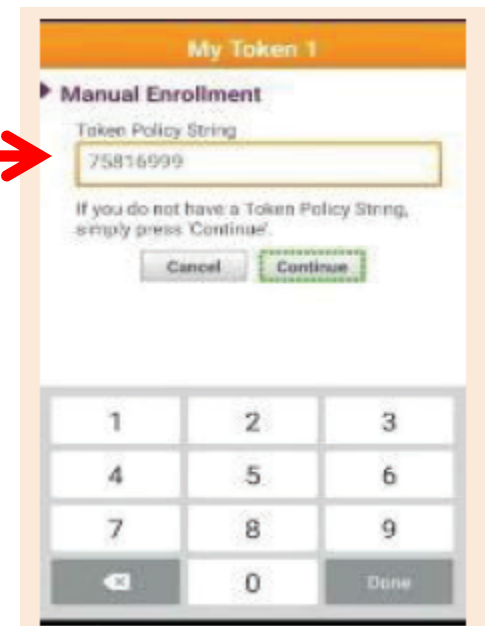 My Token 1
Manual Enrollment
Token Policy String
75816999
If you do not have a Token Policy String,
simply press 'Continue'.
Cancel Continue
1 2 3
4 5 6
7 8 9
0 Done